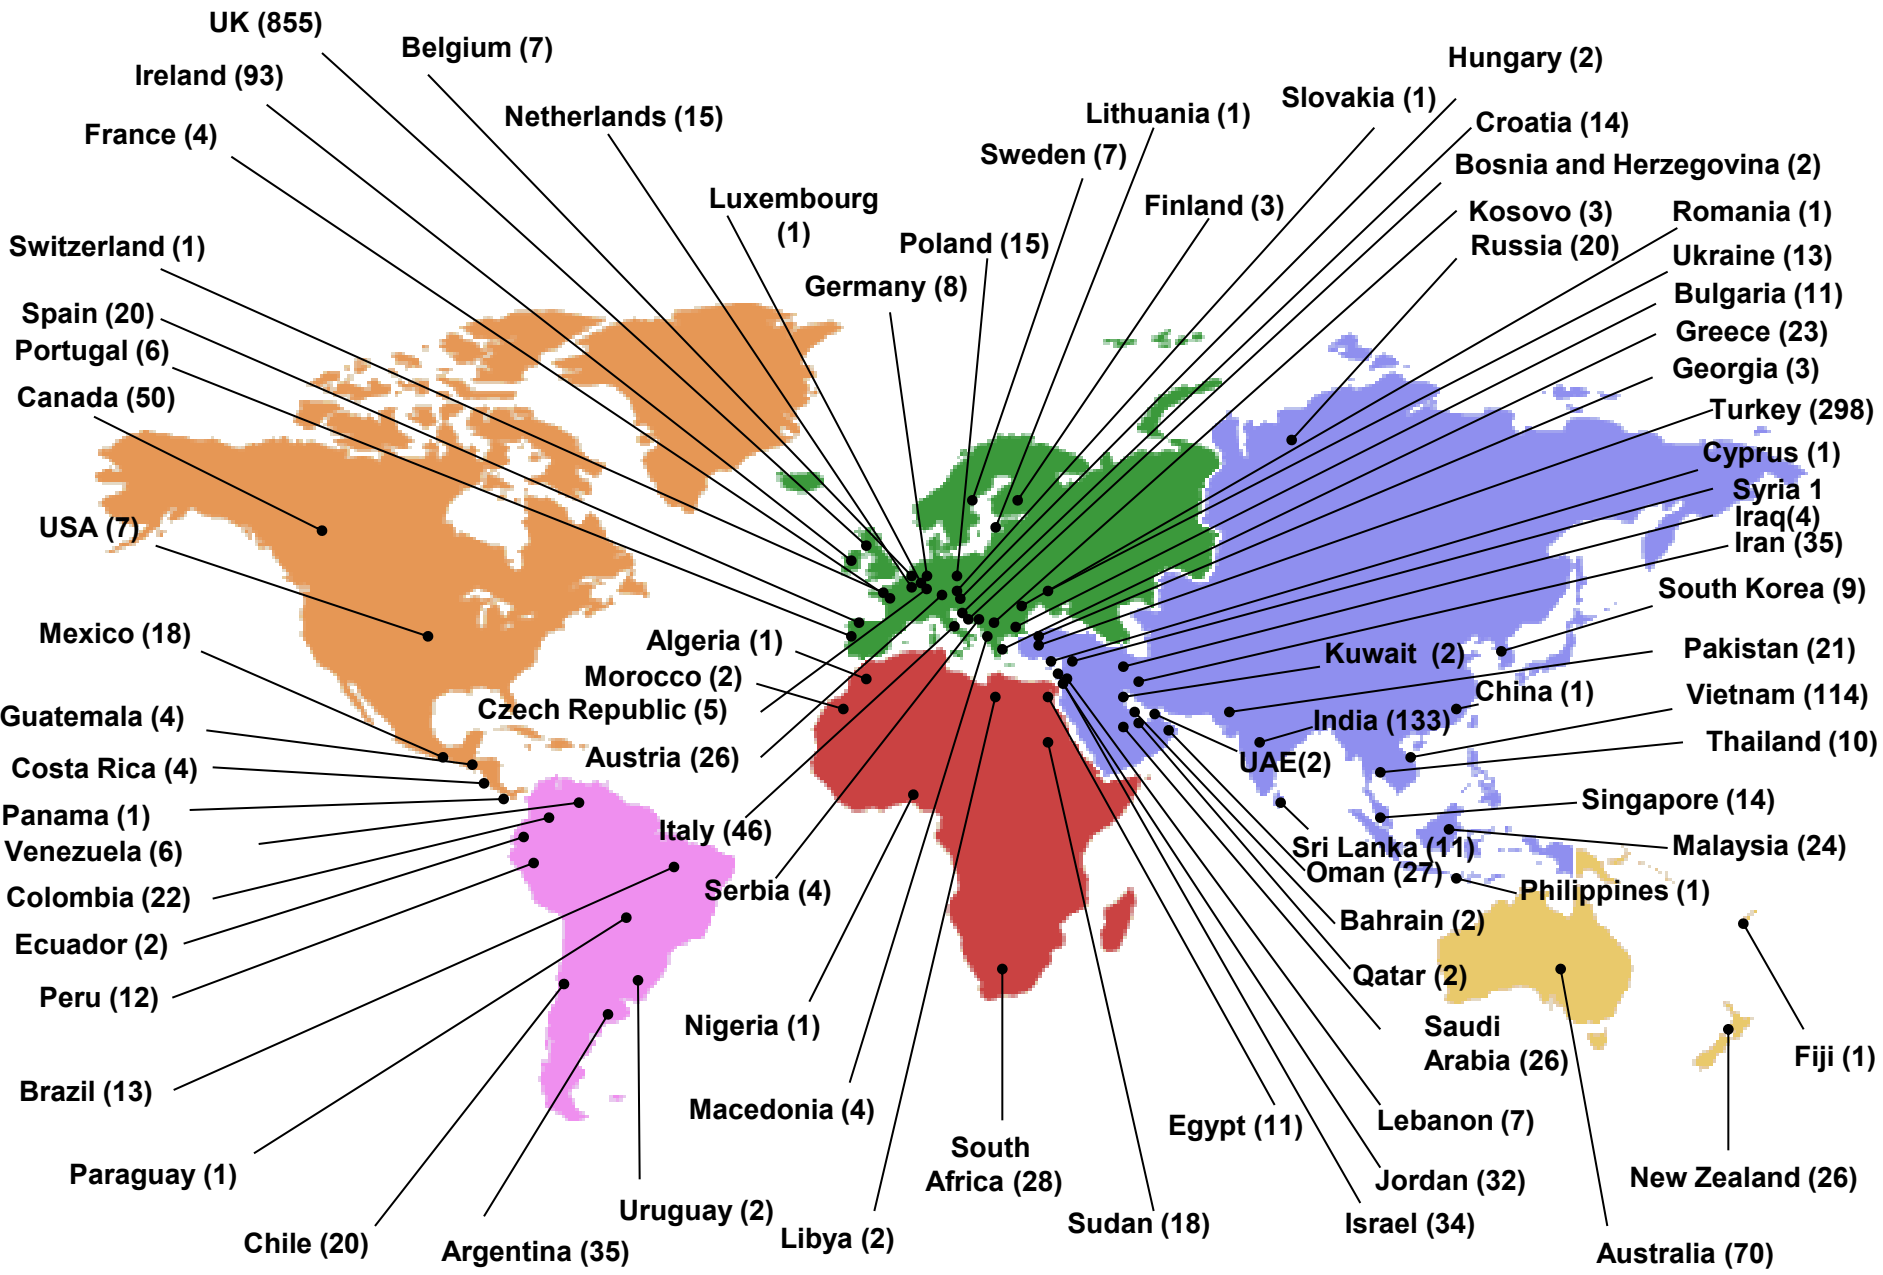 UK (855)
Belgium (7)
Hungary (2)
Ireland (93)
Slovakia (1)
Lithuania (1)
Netherlands (15)
Croatia (14)
France (4)
Sweden (7)
Bosnia and Herzegovina (2)
Luxembourg
(1)
Finland (3)
Kosovo (3)
Romania (1)
Switzerland (1)
Poland (15)
Russia (20)
Ukraine (13)
Germany (8)
Bulgaria (11)
Spain (20)
Greece (23)
Portugal (6)
Georgia (3)
Canada (50)
Turkey (298)
Cyprus (1)
Syria 1
Iraq(4)
USA (7)
Iran (35)
South Korea (9)
Mexico (18)
Algeria (1)
Kuwait (2)
Pakistan (21)
Morocco (2)
China (1)
Vietnam (114)
Guatemala (4)
Czech Republic (5)
India (133)
Thailand (10)
Costa Rica (4)
Austria (26)
UAE(2)
Singapore (14)
Panama (1)
Italy (46)
Venezuela (6)
Sri Lanka (11)
Malaysia (24)
Oman (27)
Colombia (22)
Serbia (4)
Philippines (1)
Ecuador (2)
Bahrain (2)
Qatar (2)
Peru (12)
Nigeria (1)
Saudi
Arabia (26)
Fiji (1)
Brazil (13)
Macedonia (4)
Egypt (11)
Lebanon (7)
South
Africa (28)
Paraguay (1)
Jordan (32)
New Zealand (26)
Uruguay (2)
Sudan (18)
Israel (34)
Chile (20)
Argentina (35)
Libya (2)
Australia (70)